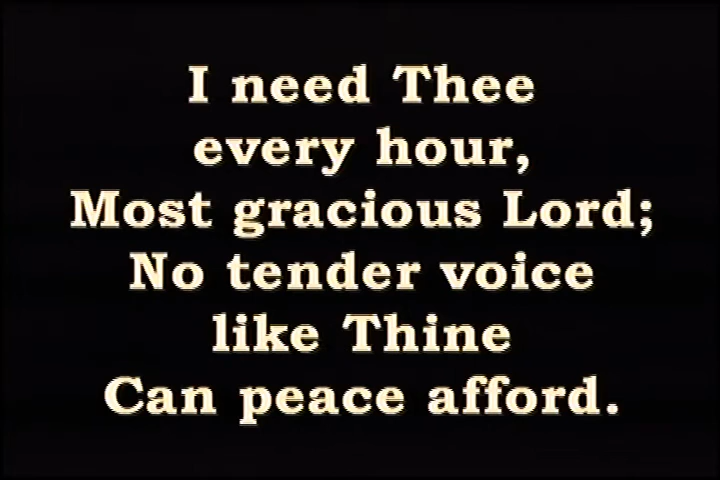 I need Thee
every hour,
Most gracious Lord;
No tender voice
like Thine
Can peace afford.